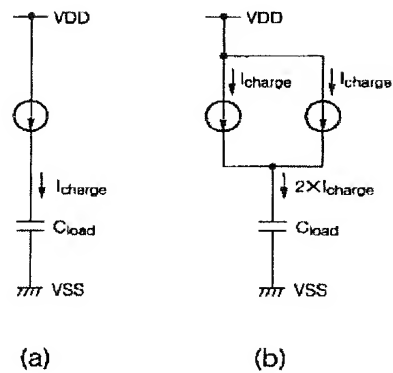 VDD
Icharge
Cload
VSS
(a)
VDD
Icharge
Icharge
2×Icharge
Cload
VSS
(b)